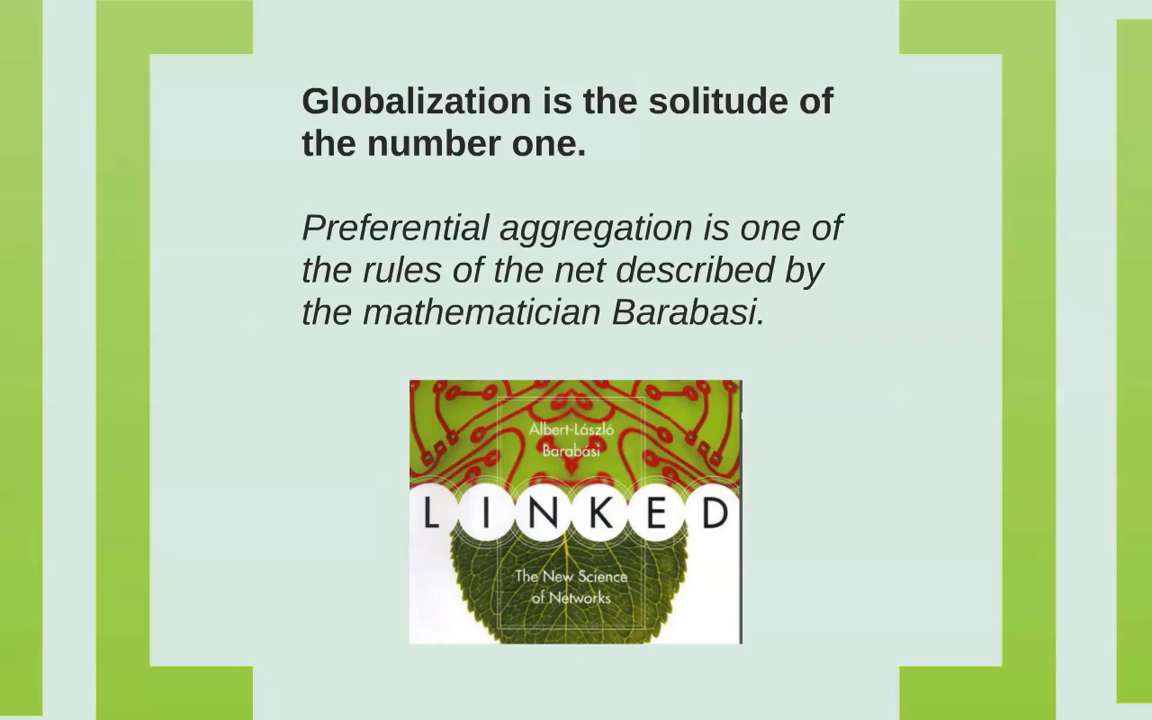 Globalization is the solitude of
the number one.
Preferential aggregation is one of
the rules of the net described by
the mathematician Barabasi.
Albert-László
Barabási
LINKED
The New Science
of Networks